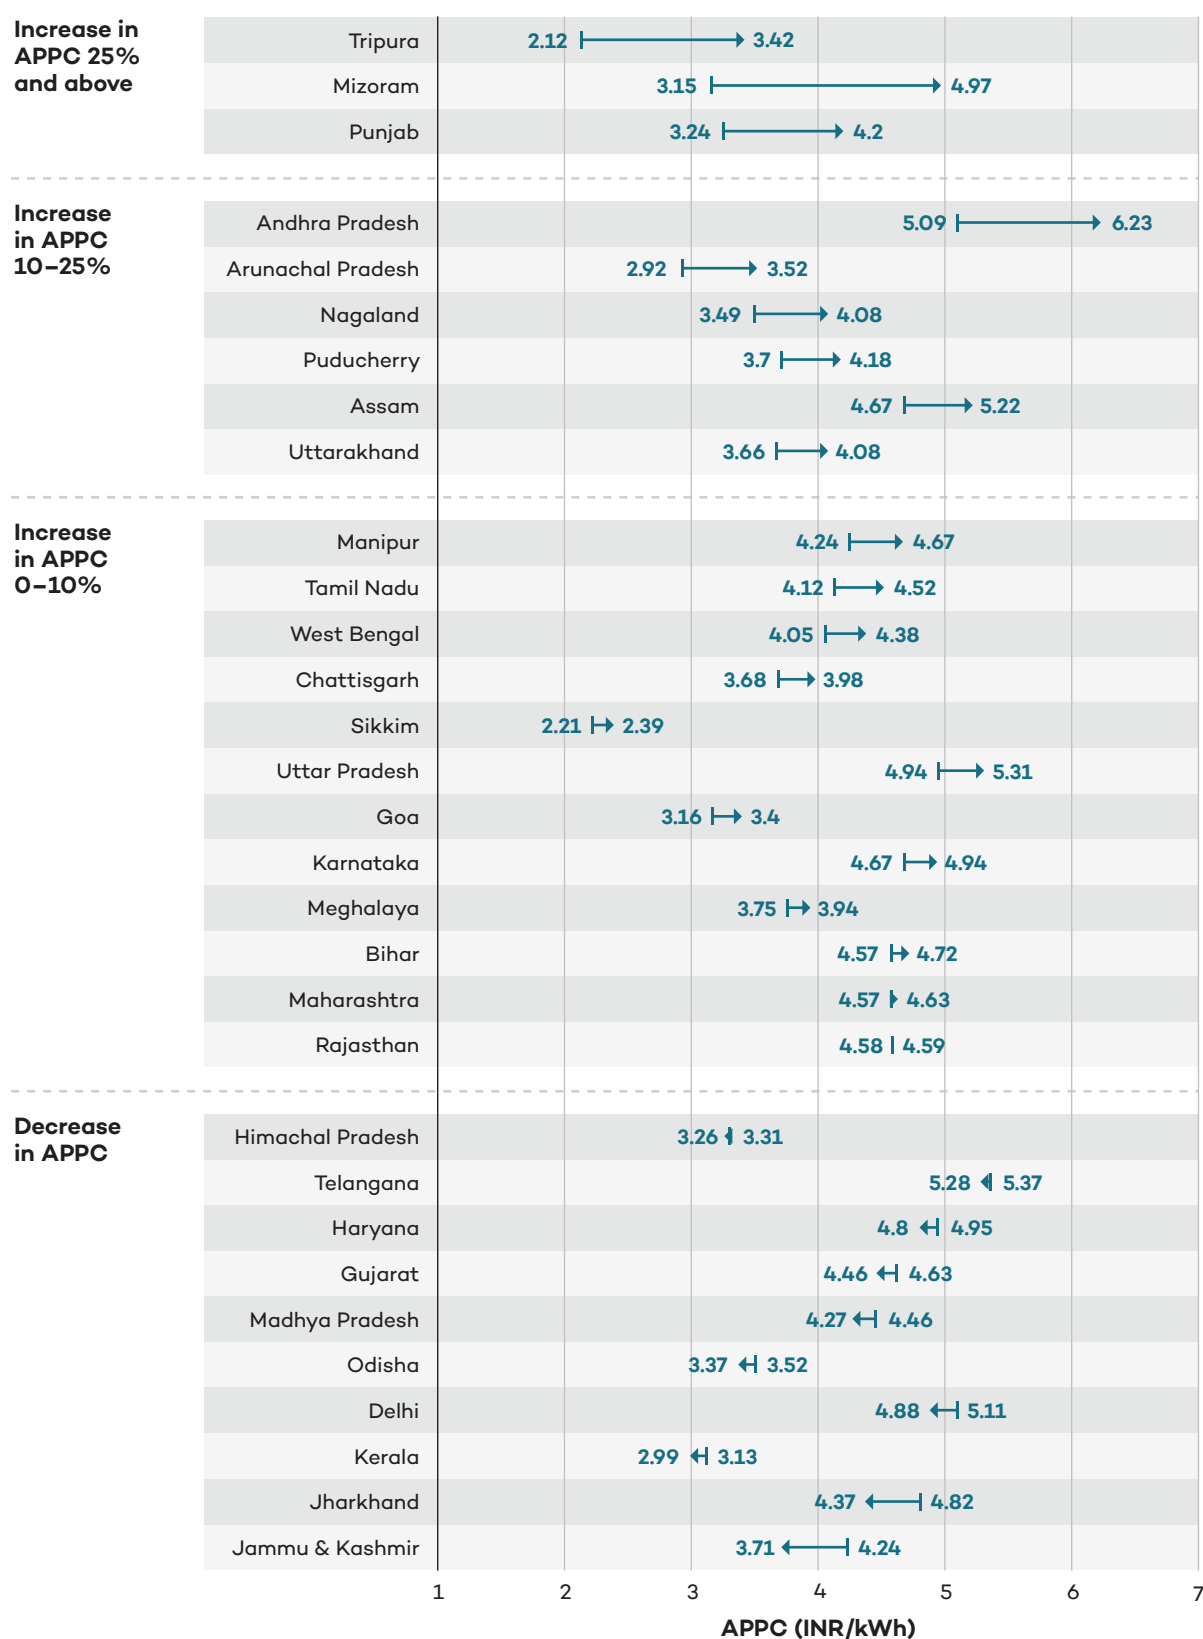 Increase in
APPC 25%
and above
Tripura 2.12 3.42
Mizoram 3.15 4.97
Punjab 3.24 4.2
Increase
in APPC
10–25%
Andhra Pradesh 5.09 6.23
Arunachal Pradesh 2.92 3.52
Nagaland 3.49 4.08
Puducherry 3.7 4.18
Assam 4.67 5.22
Uttarakhand 3.66 4.08
Increase
in APPC
0–10%
Manipur 4.24 4.67
Tamil Nadu 4.12 4.52
West Bengal 4.05 4.38
Chattisgarh 3.68 3.98
Sikkim 2.21 2.39
Uttar Pradesh 4.94 5.31
Goa 3.16 3.4
Karnataka 4.67 4.94
Meghalaya 3.75 3.94
Bihar 4.57 4.72
Maharashtra 4.57 4.63
Rajasthan 4.58 4.59
Decrease
in APPC
Himachal Pradesh 3.26 3.31
Telangana 5.28 5.37
Haryana 4.8 4.95
Gujarat 4.46 4.63
Madhya Pradesh 4.27 4.46
Odisha 3.37 3.52
Delhi 4.88 5.11
Kerala 2.99 3.13
Jharkhand 4.37 4.82
Jammu & Kashmir 3.71 4.24
1 2 3 4 5 6 7
APPC (INR/kWh)